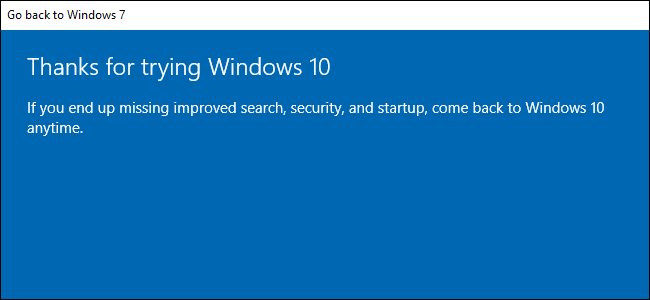 Go back to Windows 7
Thanks for trying Windows 10
If you end up missing improved search, security, and startup, come back to Windows 10
anytime.